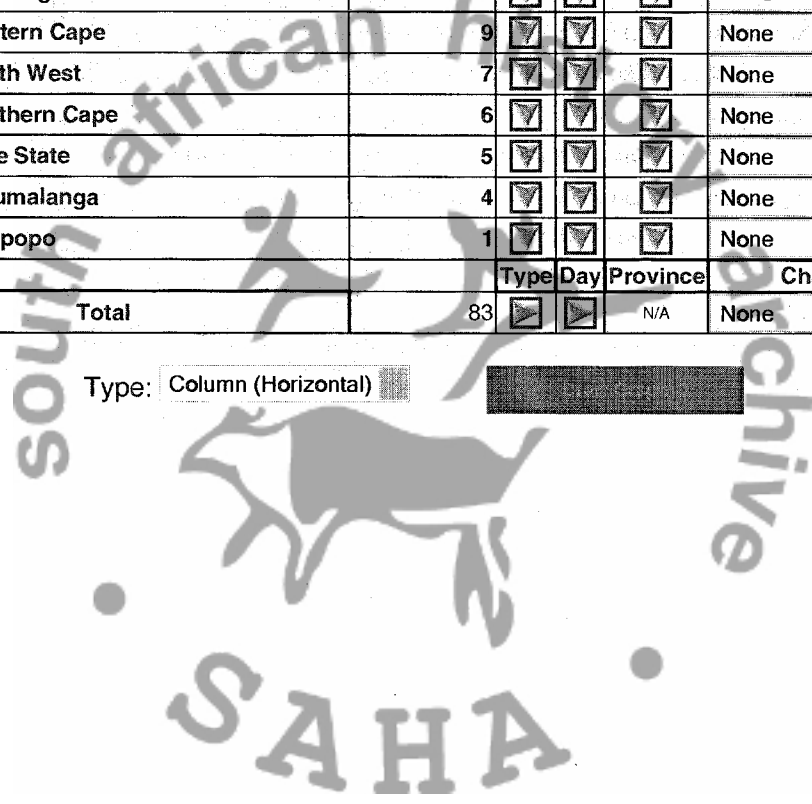 tern Cape 9 None
th West 7 None
thern Cape 6 None
e State 5 None
umalanga 4 None
popo 1 None
Type Day Province Ch
Total 83 N/A None
Type: Column (Horizontal)
south african history archive
SAHA